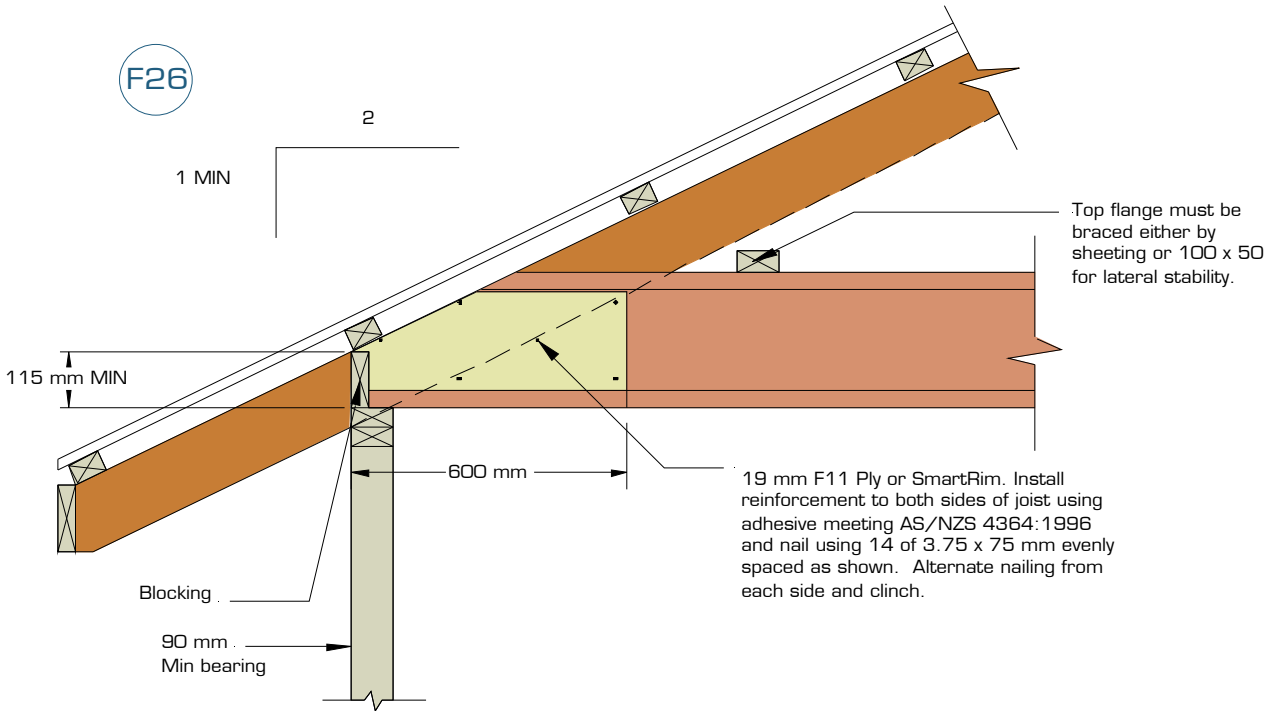 F26
2
1 MIN
Top flange must be
braced either by
sheeting or 100 x 50
for lateral stability.
115 mm MIN
600 mm
19 mm F11 Ply or SmartRim. Install
reinforcement to both sides of joist using
adhesive meeting AS/NZS 4364:1996
and nail using 14 of 3.75 x 75 mm evenly
spaced as shown. Alternate nailing from
each side and clinch.
Blocking
90 mm
Min bearing